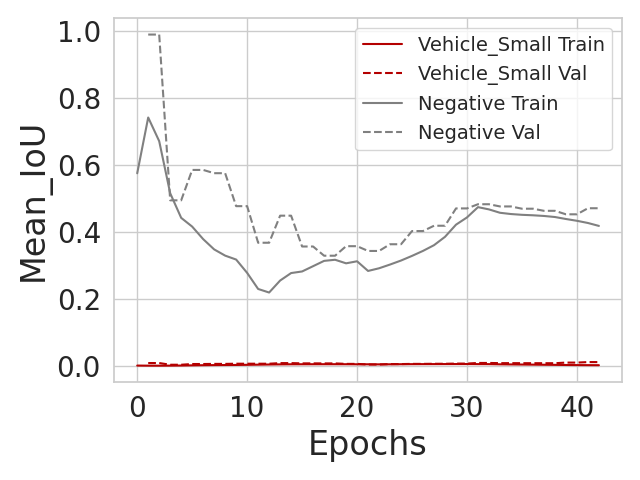 Mean_IoU
1.0
0.8
0.6
0.4
0.2
0.0
Vehicle_Small Train
Vehicle_Small Val
Negative Train
Negative Val
0 10 20 30 40
Epochs